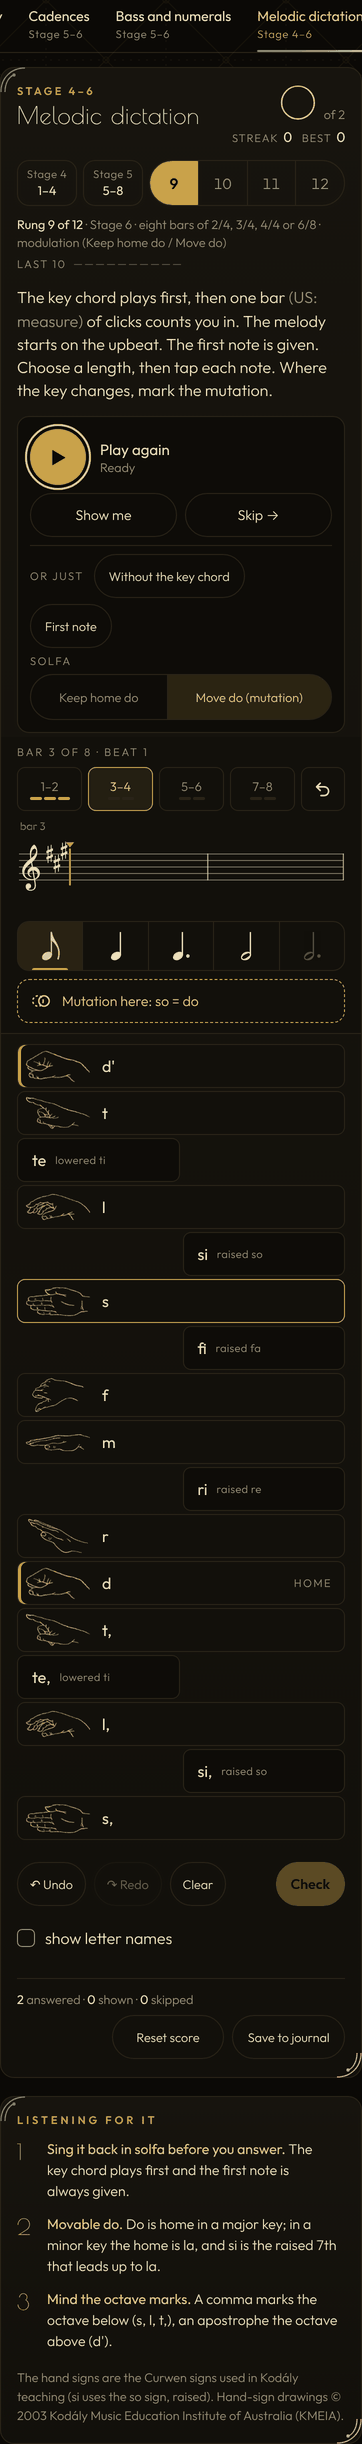 Cadences
Stage 5–6
Bass and numerals
Stage 5–6
Melodic dictation
Stage 4–6
STAGE 4–6
Melodic dictation
of 2
STREAK 0 BEST 0
Stage 4
1–4
Stage 5
5–8
9
10
11
12
Rung 9 of 12 · Stage 6 · eight bars of 2/4, 3/4, 4/4 or 6/8 ·
modulation (Keep home do / Move do)
LAST 10 — — — — — — — — — —
The key chord plays first, then one bar (US:
measure) of clicks counts you in. The melody
starts on the upbeat. The first note is given.
Choose a length, then tap each note. Where
the key changes, mark the mutation.
Play again
Ready
Show me
Skip →
OR JUST
Without the key chord
First note
SOLFA
Keep home do
Move do (mutation)
BAR 3 OF 8 · BEAT 1
1–2
3–4
5–6
7–8
bar 3
Mutation here: so = do
d'
t
te lowered ti
l
si raised so
s
fi raised fa
f
m
ri raised re
r
d HOME
t,
te, lowered ti
l,
si, raised so
s,
↶ Undo
↷ Redo
Clear
Check
show letter names
2 answered · 0 shown · 0 skipped
Reset score
Save to journal
LISTENING FOR IT
1 Sing it back in solfa before you answer. The
key chord plays first and the first note is
always given.
2 Movable do. Do is home in a major key; in a
minor key the home is la, and si is the raised 7th
that leads up to la.
3 Mind the octave marks. A comma marks the
octave below (s, l, t,), an apostrophe the octave
above (d').
The hand signs are the Curwen signs used in Kodály
teaching (si uses the so sign, raised). Hand-sign drawings ©
2003 Kodály Music Education Institute of Australia (KMEIA).